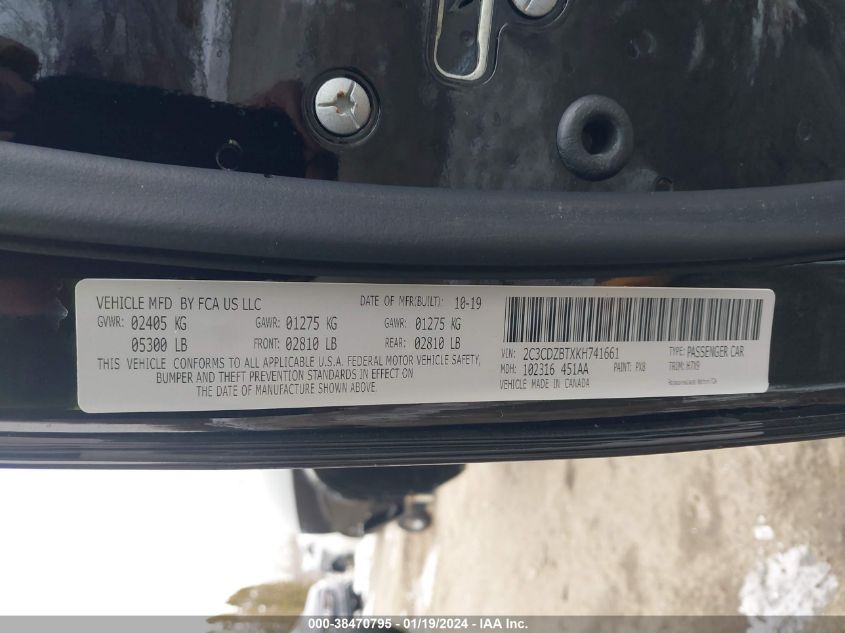 VEHICLE MFD BY FCA US LLC DATE OF MFR(BUILT): 10-19
GVWR: 02405 KG GAWR: 01275 KG GAWR: 01275 KG
05300 LB FRONT: 02810 LB REAR: 02810 LB
THIS VEHICLE CONFORMS TO ALL APPLICABLE U.S.A. FEDERAL MOTOR VEHICLE SAFETY,
BUMPER AND THEFT PREVENTION STANDARDS IN EFFECT ON
THE DATE OF MANUFACTURE SHOWN ABOVE.
VIN: 2C3CDZBTXKH741661 TYPE: PASSENGER CAR
MDH: 102316 451AA PAINT: PX8 TRIM: H7X9
VEHICLE MADE IN CANADA
000-38470795 - 01/19/2024 - IAA Inc.